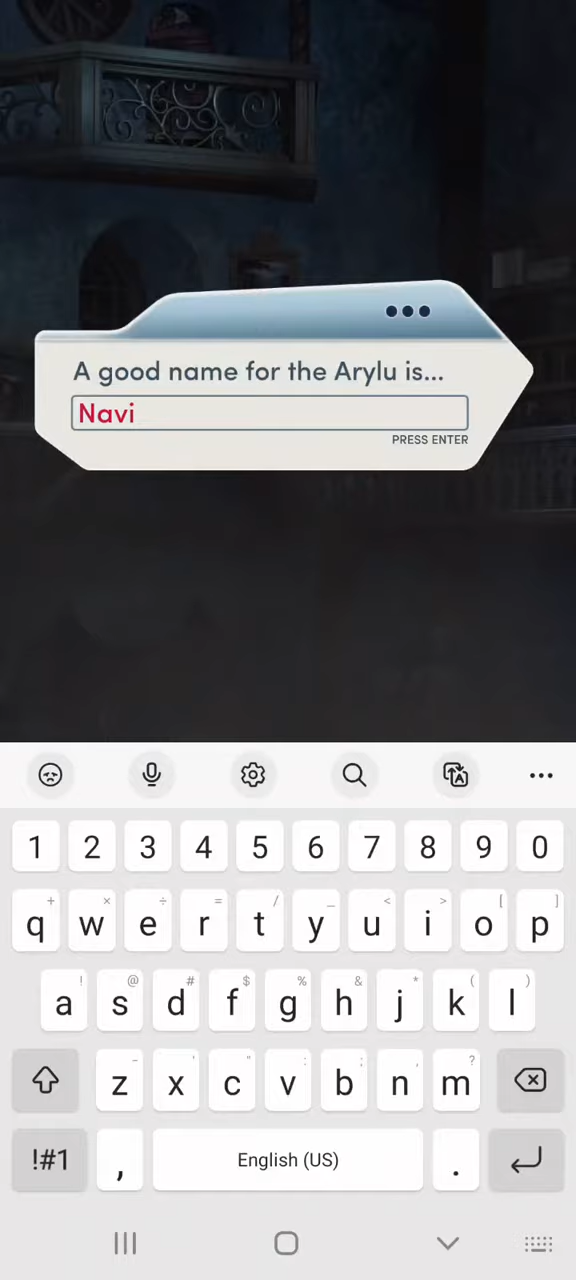 A good name for the Arylu is...
Navi
PRESS ENTER
1 2 3 4 5 6 7 8 9 0
+ × ÷ = / _ < > [ ]
q w e r t y u i o p
! @ # $ % & * ( )
a s d f g h j k l
- ' " : ; , ?
z x c v b n m
!#1 , English (US) .